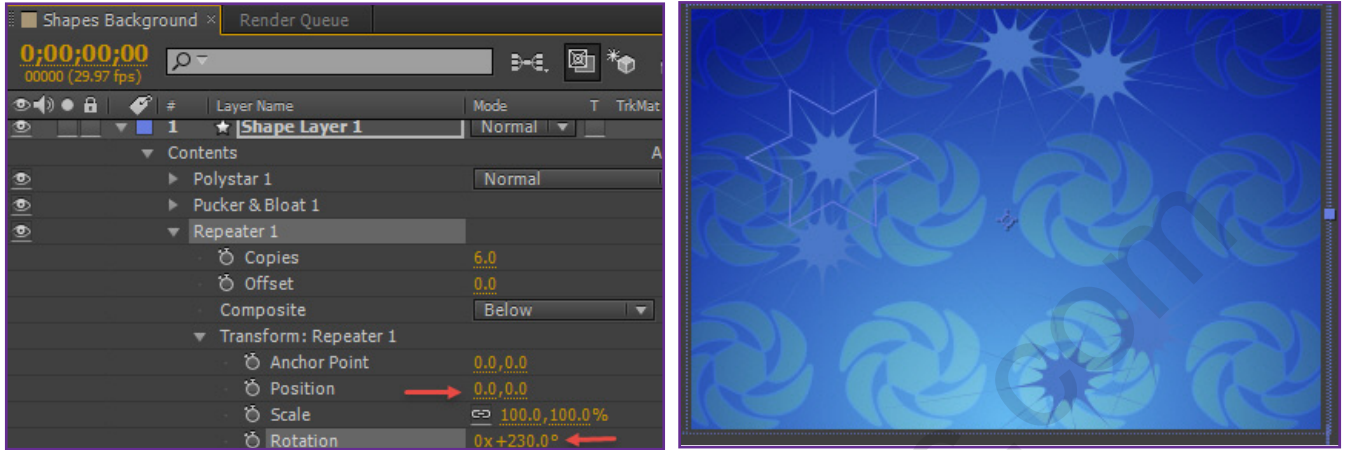 Shapes Background × Render Queue
0;00;00;00
00000 (29.97 fps)
# Layer Name Mode T TrkMat
1 Shape Layer 1 Normal
Contents A
Polystar 1 Normal
Pucker & Bloat 1
Repeater 1
Copies 6.0
Offset 0.0
Composite Below
Transform: Repeater 1
Anchor Point 0.0,0.0
Position 0.0,0.0
Scale 100.0,100.0%
Rotation 0x+230.0°
com